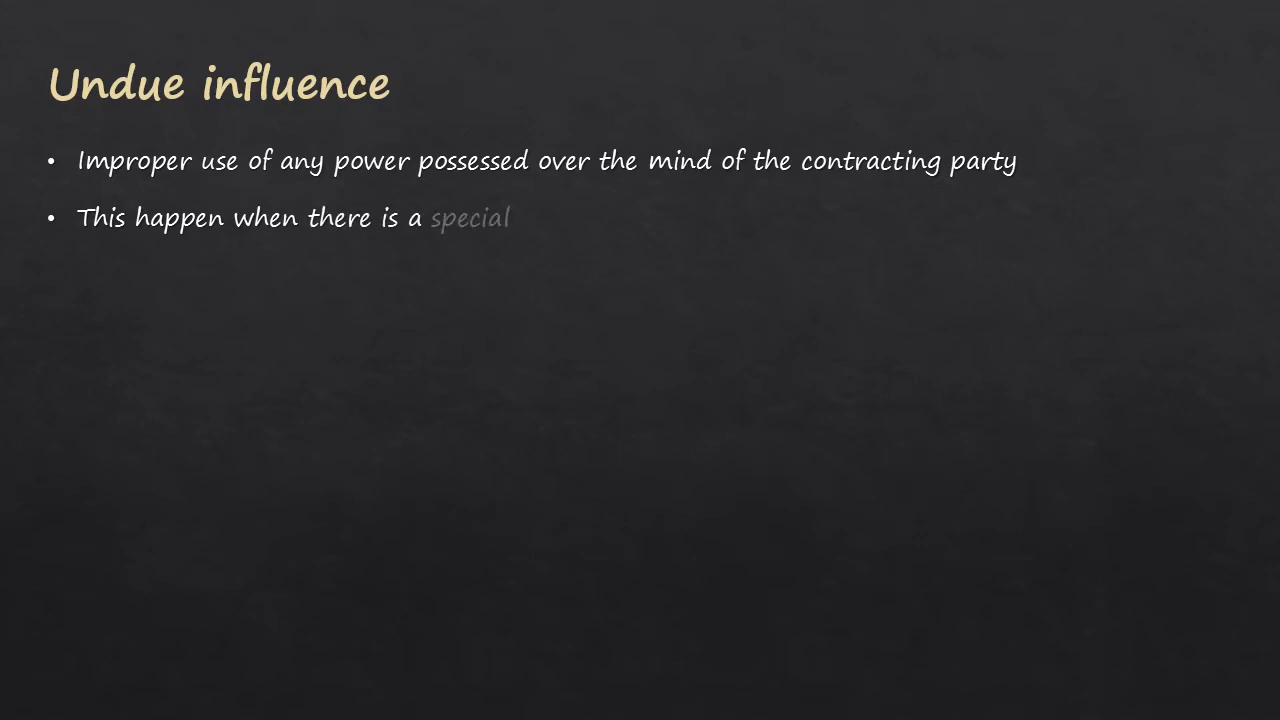 Undue influence
• Improper use of any power possessed over the mind of the contracting party
• This happen when there is a special